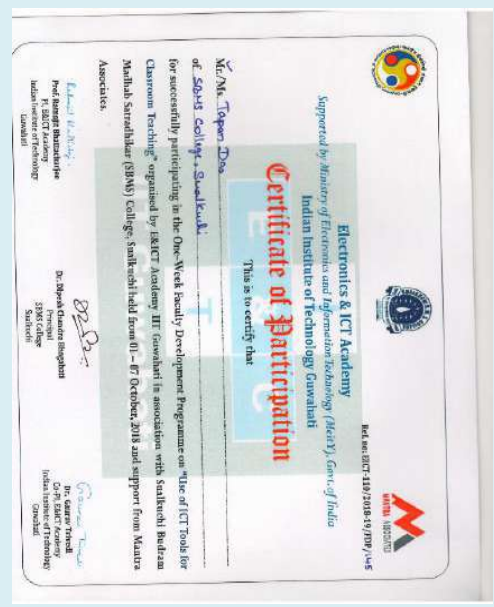 Ref. no: EICT-110/2018-19/FDP/145
MANTRA ASSOCIATES
Electronics & ICT Academy
Supported by Ministry of Electronics and Information Technology (MeitY), Govt. of India
Indian Institute of Technology Guwahati
Certificate of Participation
This is to certify that
Mr./Ms. Tapan Das
of SBMS College, Sualkuchi
for successfully participating in the One-Week Faculty Development Programme on "Use of ICT Tools for
Classroom Teaching" organised by E&ICT Academy IIT Guwahati in association with Sualkuchi Budram
Madhab Satradhikar (SBMS) College, Sualkuchi held from 01 – 07 October, 2018 and support from Mantra
Associates.
Prof. Ratnajit Bhattacharjee
PI, E&ICT Academy
Indian Institute of Technology
Guwahati
Dr. Dipesh Chandra Bhagabati
Principal
SBMS College
Sualkuchi
Dr. Gaurav Trivedi
Co-PI, E&ICT Academy
Indian Institute of Technology
Guwahati